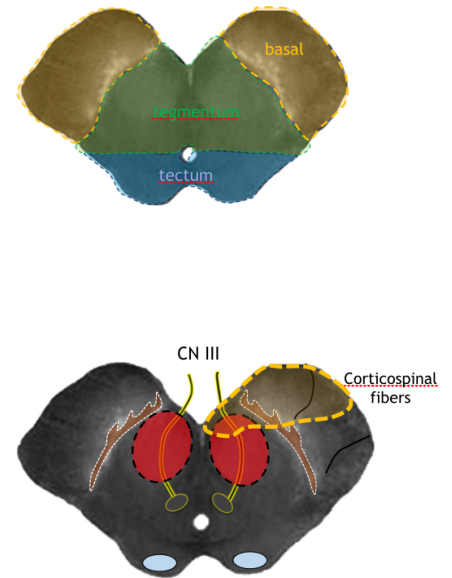 basal
tegmentum
tectum
CN III
Corticospinal
fibers